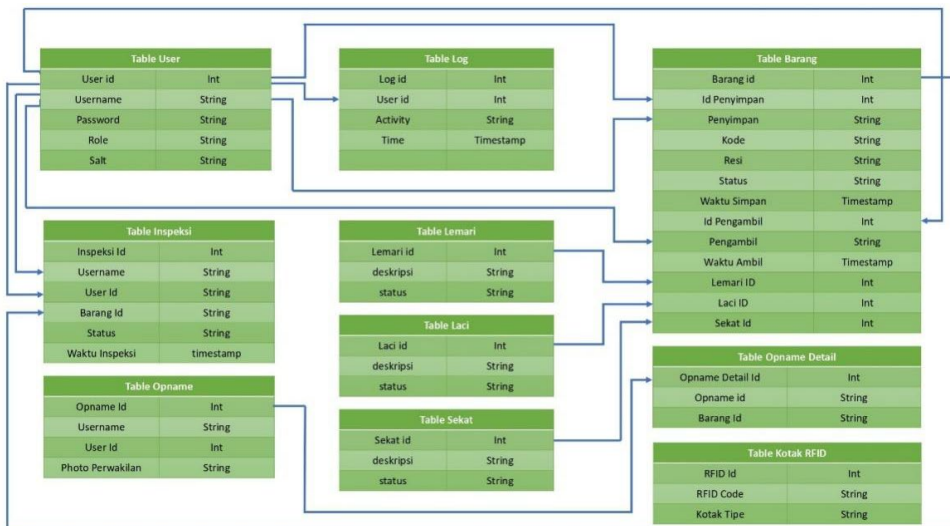 Table User
User id Int
Username String
Password String
Role String
Salt String
Table Log
Log id Int
User id Int
Activity String
Time Timestamp
Table Barang
Barang id Int
Id Penyimpan Int
Penyimpan String
Kode String
Resi String
Status String
Waktu Simpan Timestamp
Id Pengambil Int
Pengambil String
Waktu Ambil Timestamp
Lemari ID Int
Laci ID Int
Sekat Id Int
Table Inspeksi
Inspeksi Id Int
Username String
User Id String
Barang Id String
Status String
Waktu Inspeksi timestamp
Table Lemari
Lemari id Int
deskripsi String
status String
Table Laci
Laci id Int
deskripsi String
status String
Table Opname
Opname Id Int
Username String
User Id Int
Photo Perwakilan String
Table Sekat
Sekat id Int
deskripsi String
status String
Table Opname Detail
Opname Detail Id Int
Opname id String
Barang Id String
Table Kotak RFID
RFID Id Int
RFID Code String
Kotak Tipe String